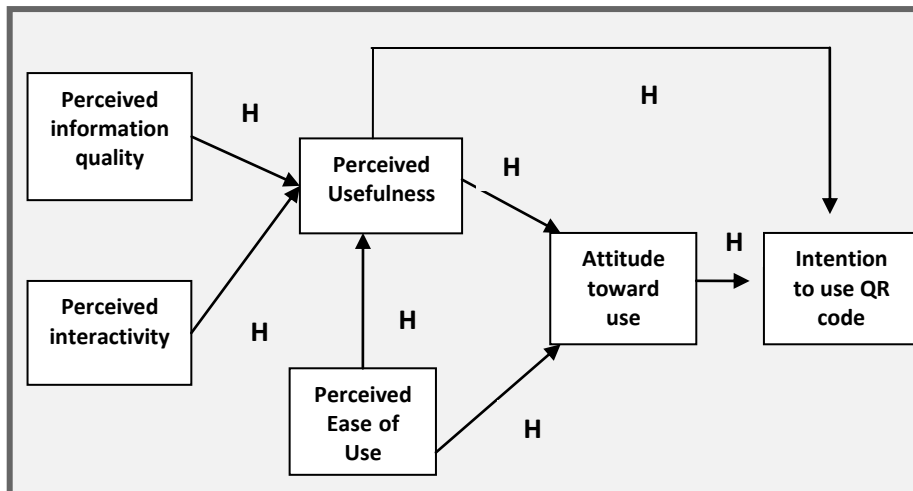 Perceived
information
quality
H
H
Perceived
Usefulness
H
Attitude
toward
use
H
Intention
to use QR
code
Perceived
interactivity
H
H
Perceived
Ease of
Use
H